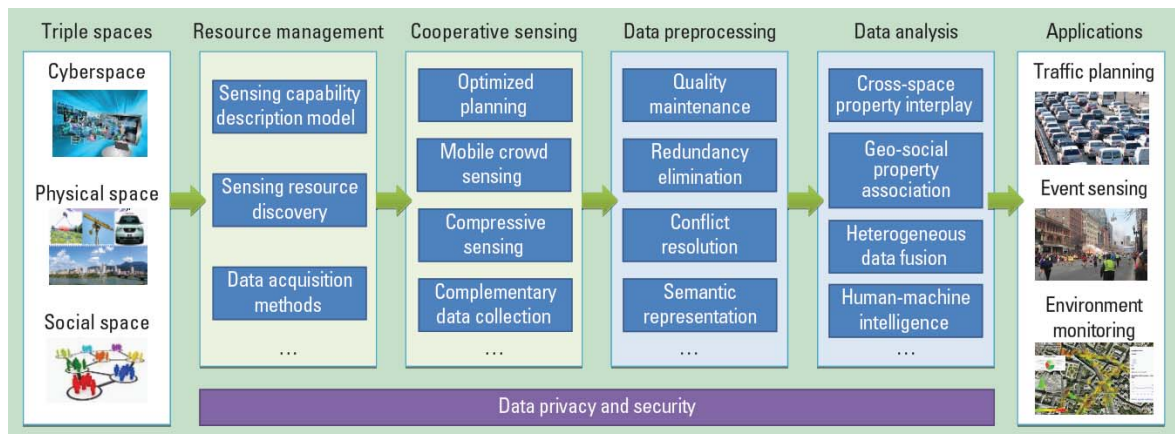 Triple spaces
Cyberspace
Physical space
Social space
Resource management
Sensing capability
description model
Sensing resource
discovery
Data acquisition
methods
...
Cooperative sensing
Optimized
planning
Mobile crowd
sensing
Compressive
sensing
Complementary
data collection
...
Data preprocessing
Quality
maintenance
Redundancy
elimination
Conflict
resolution
Semantic
representation
...
Data analysis
Cross-space
property interplay
Geo-social
property
association
Heterogeneous
data fusion
Human-machine
intelligence
...
Applications
Traffic planning
Event sensing
Environment
monitoring
Data privacy and security